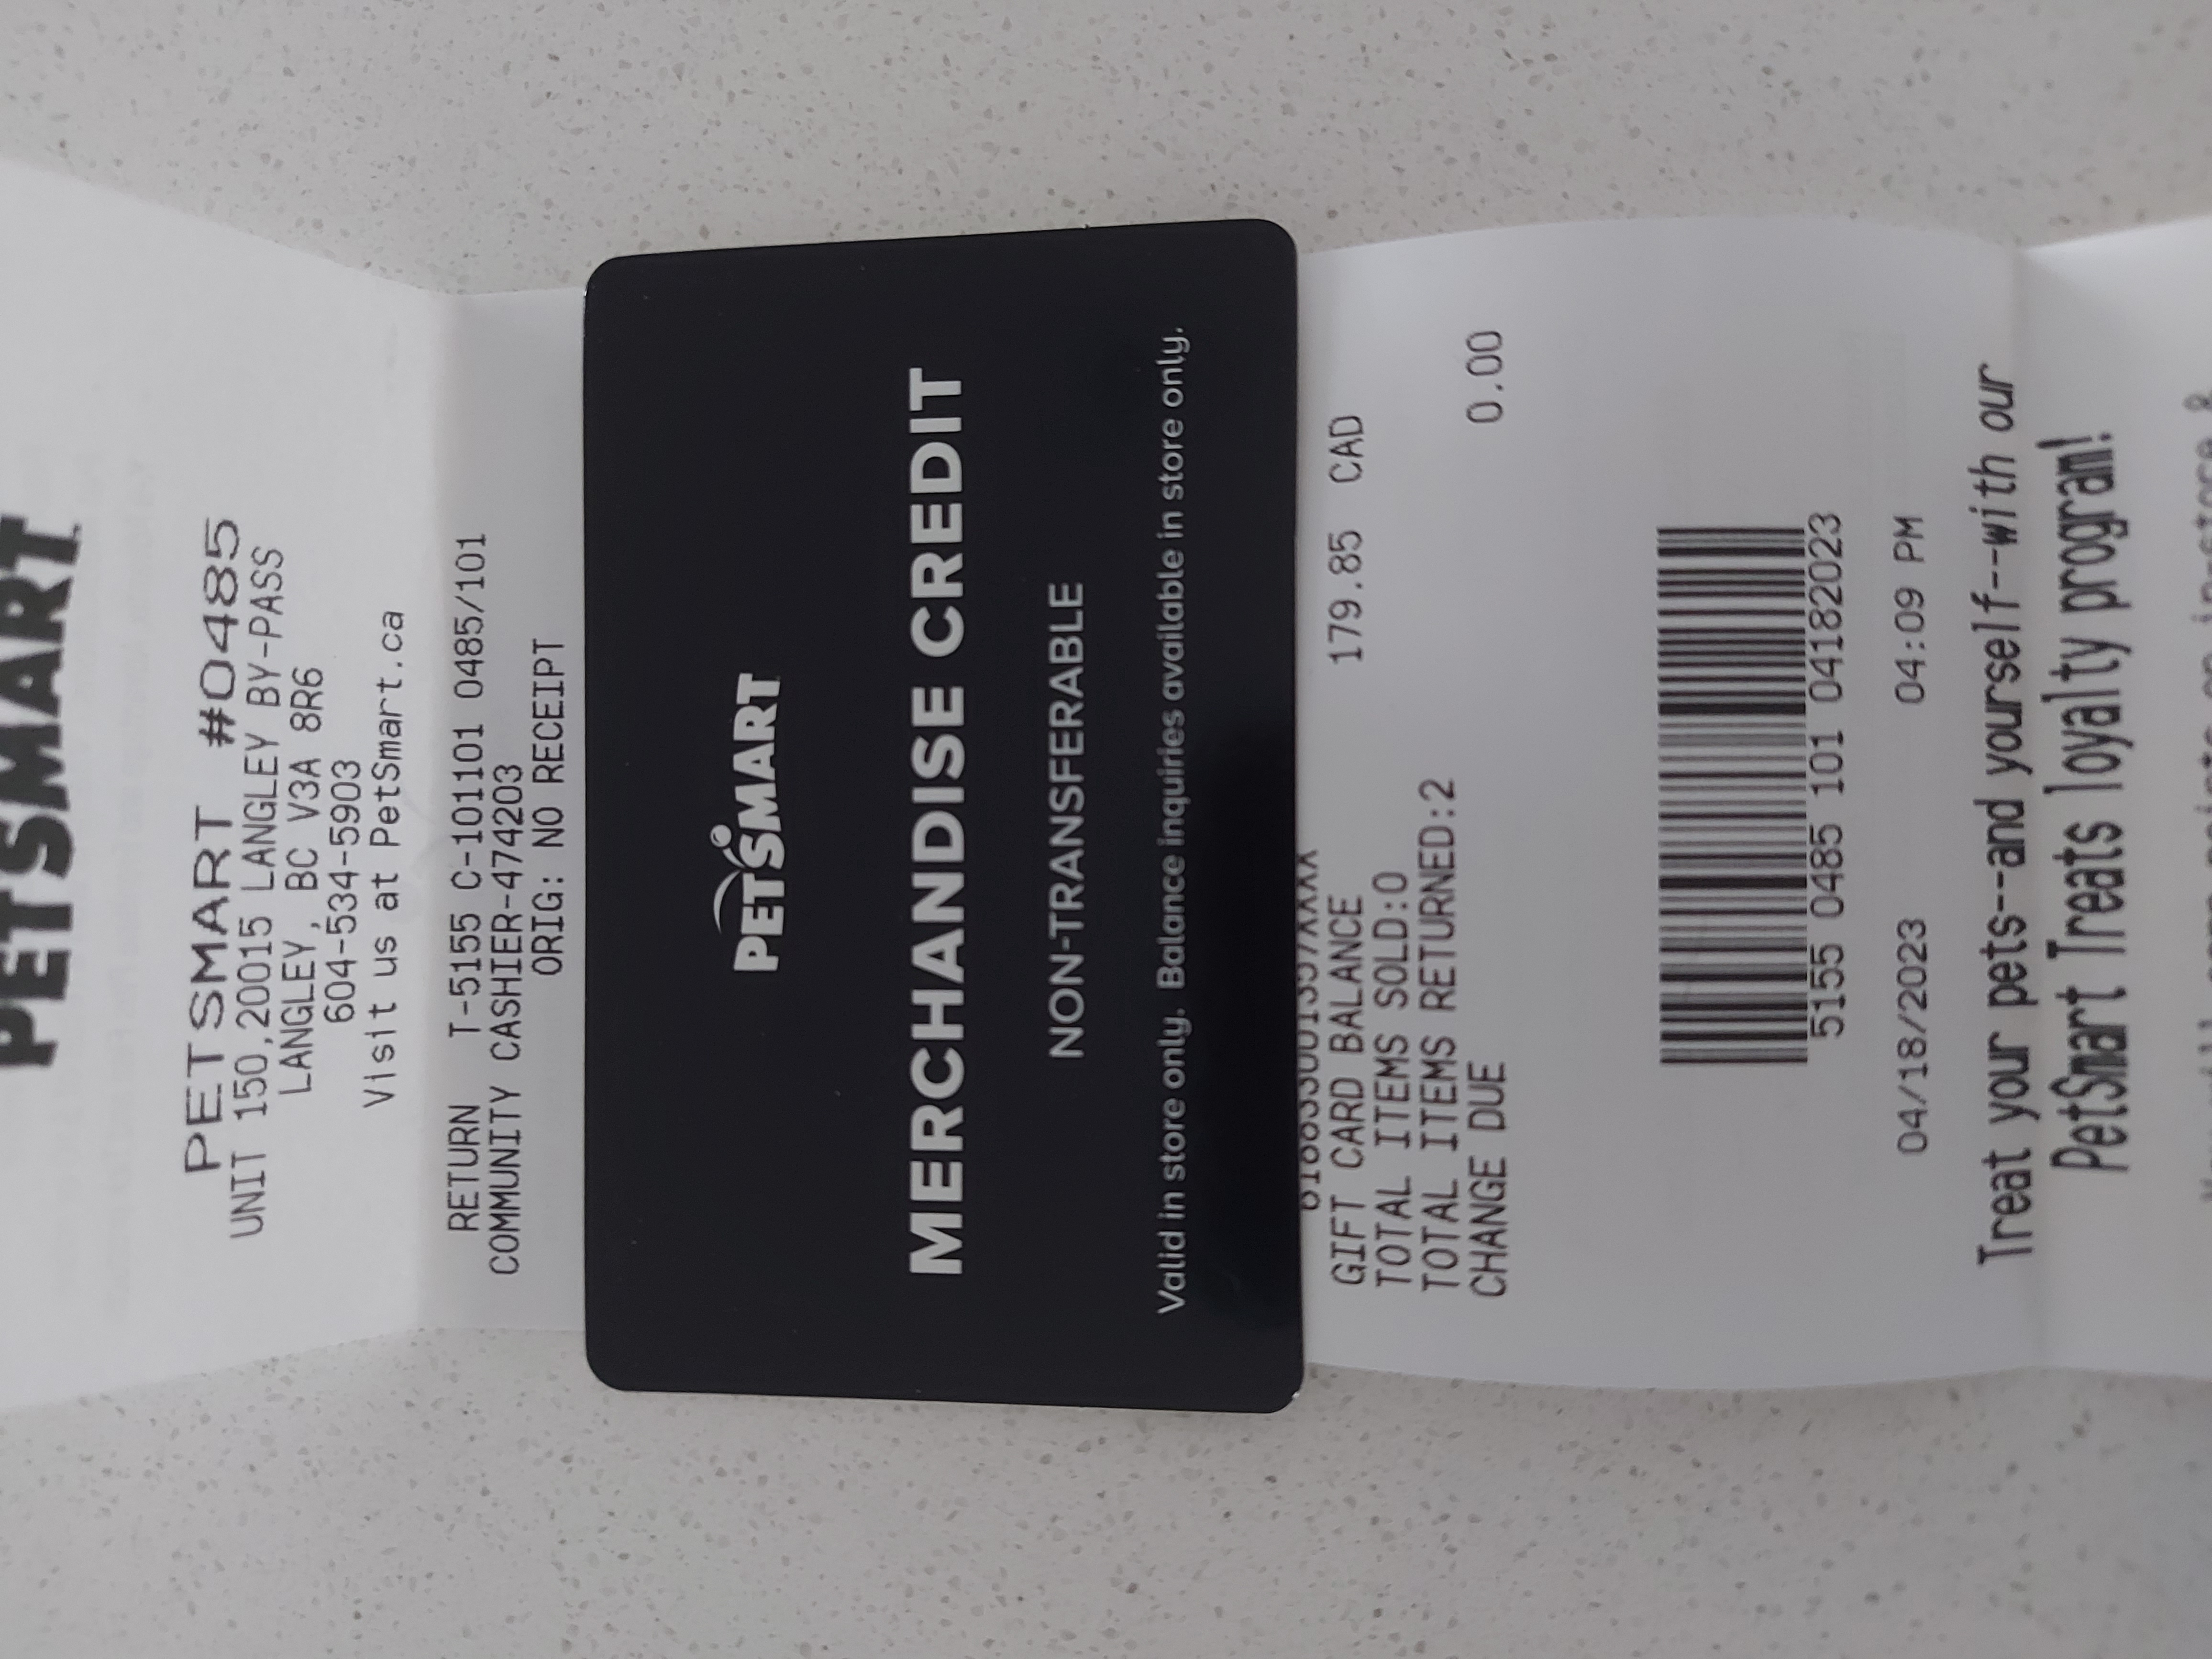 PETSMART
PETSMART #0485
UNIT 150,20015 LANGLEY BY-PASS
LANGLEY, BC V3A 8R6
604-534-5903
Visit us at PetSmart.ca
RETURN T-5155 C-101101 0485/101
COMMUNITY CASHIER-474203
ORIG: NO RECEIPT
PETSMART
MERCHANDISE CREDIT
NON-TRANSFERABLE
Valid in store only. Balance inquiries available in store only.
GIFT CARD BALANCE 179.85 CAD
TOTAL ITEMS SOLD:0
TOTAL ITEMS RETURNED:2
CHANGE DUE 0.00
5155 0485 101 04182023
04/18/2023 04:09 PM
Treat your pets--and yourself--with our
PetSmart Treats loyalty program!